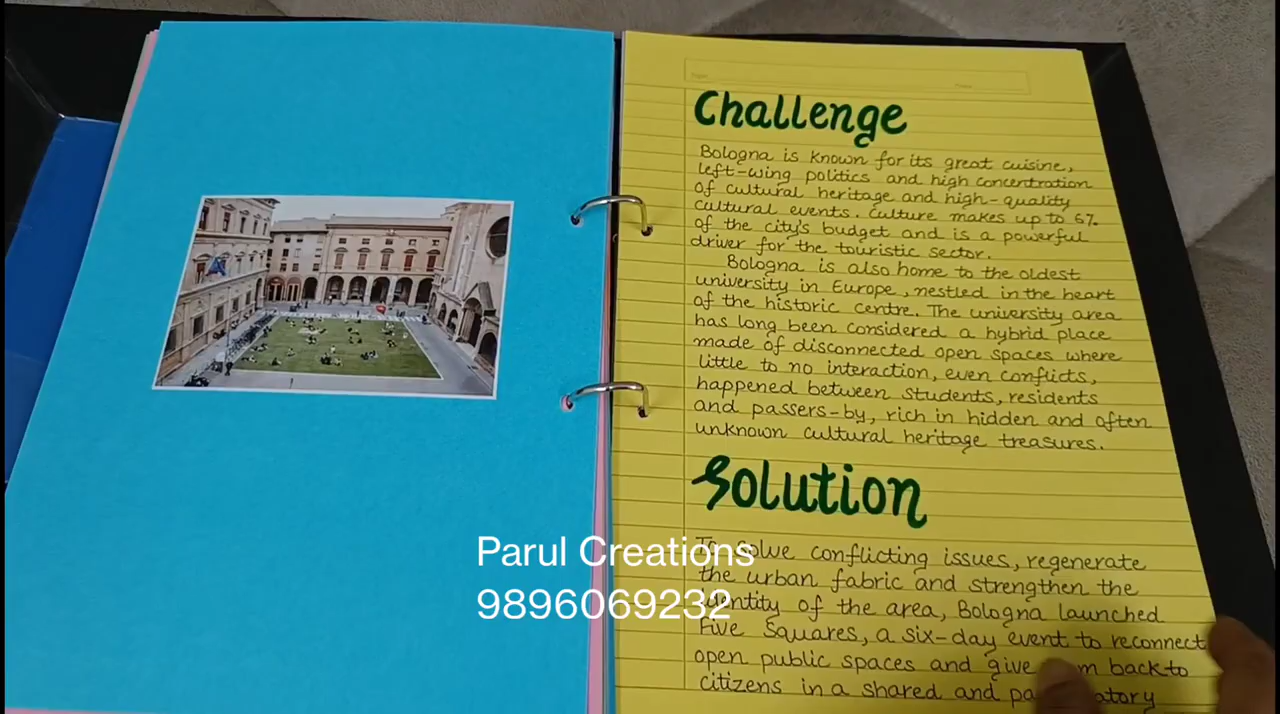 Challenge
Bologna is known for its great cuisine,
left-wing politics and high concentration
of cultural heritage and high-quality
cultural events. Culture makes up to 6%
of the city's budget and is a powerful
driver for the touristic sector.
Bologna is also home to the oldest
university in Europe, nestled in the heart
of the historic centre. The university area
has long been considered a hybrid place
made of disconnected open spaces where
little to no interaction, even conflicts,
happened between students, residents
and passers-by, rich in hidden and often
unknown cultural heritage treasures.
Solution
To solve conflicting issues, regenerate
the urban fabric and strengthen the
identity of the area, Bologna launched
Five Squares, a six-day event to reconnect
open public spaces and give back to
citizens in a shared and
Parul Creations
9896069232